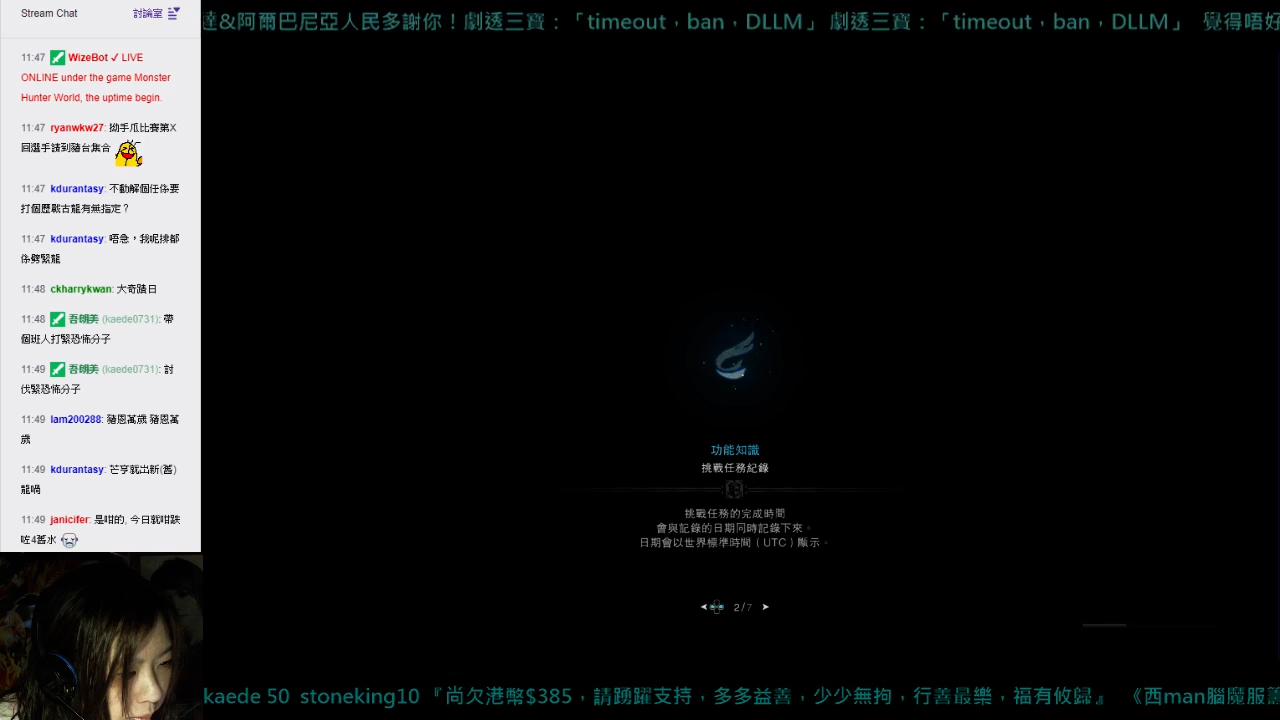 Stream Chat
討論室
達&阿爾巴尼亞人民多謝你！劇透三寶：「timeout，ban，DLLM」 劇透三寶：「timeout，ban，DLLM」 覺得唔好
11:47 WizeBot ✓ LIVE
ONLINE under the game Monster
Hunter World, the uptime begin.
11:47 ryanwkw27: 拗手瓜比賽第X
回選手請到豬台集合
11:47 kdurantasy: 不動解個任係要
打個歷戰古龍有無指定？
11:47 kdurantasy: 唔急，我呢排都
係劈緊龍
11:48 ckharrykwan: 大奇踏日
11:48 吾朗美 (kaede0731): 帶
個班人打緊恐怖分子
11:49 吾朗美 (kaede0731): 討
伐緊恐怖分子
11:49 lam200288: 豬恩萬歲 豬恩萬
歲
11:49 kdurantasy: 芒亨就出新(舊)
龍喎
11:49 janicifer: 是咁的, 今日就咁跌
咗4舊水
功能知識
挑戰任務紀錄
挑戰任務的完成時間
會與記錄的日期同時記錄下來。
日期會以世界標準時間（UTC）顯示。
2/7
kaede 50 stoneking10 『尚欠港幣$385，請踴躍支持，多多益善，少少無拘，行善最樂，福有攸歸』 《西man腦魔服